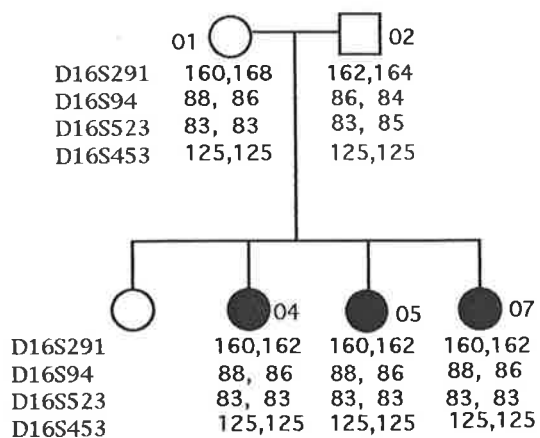 01 02
D16S291 160,168 162,164
D16S94 88, 86 86, 84
D16S523 83, 83 83, 85
D16S453 125,125 125,125
04 05 07
D16S291 160,162 160,162 160,162
D16S94 88, 86 88, 86 88, 86
D16S523 83, 83 83, 83 83, 83
D16S453 125,125 125,125 125,125